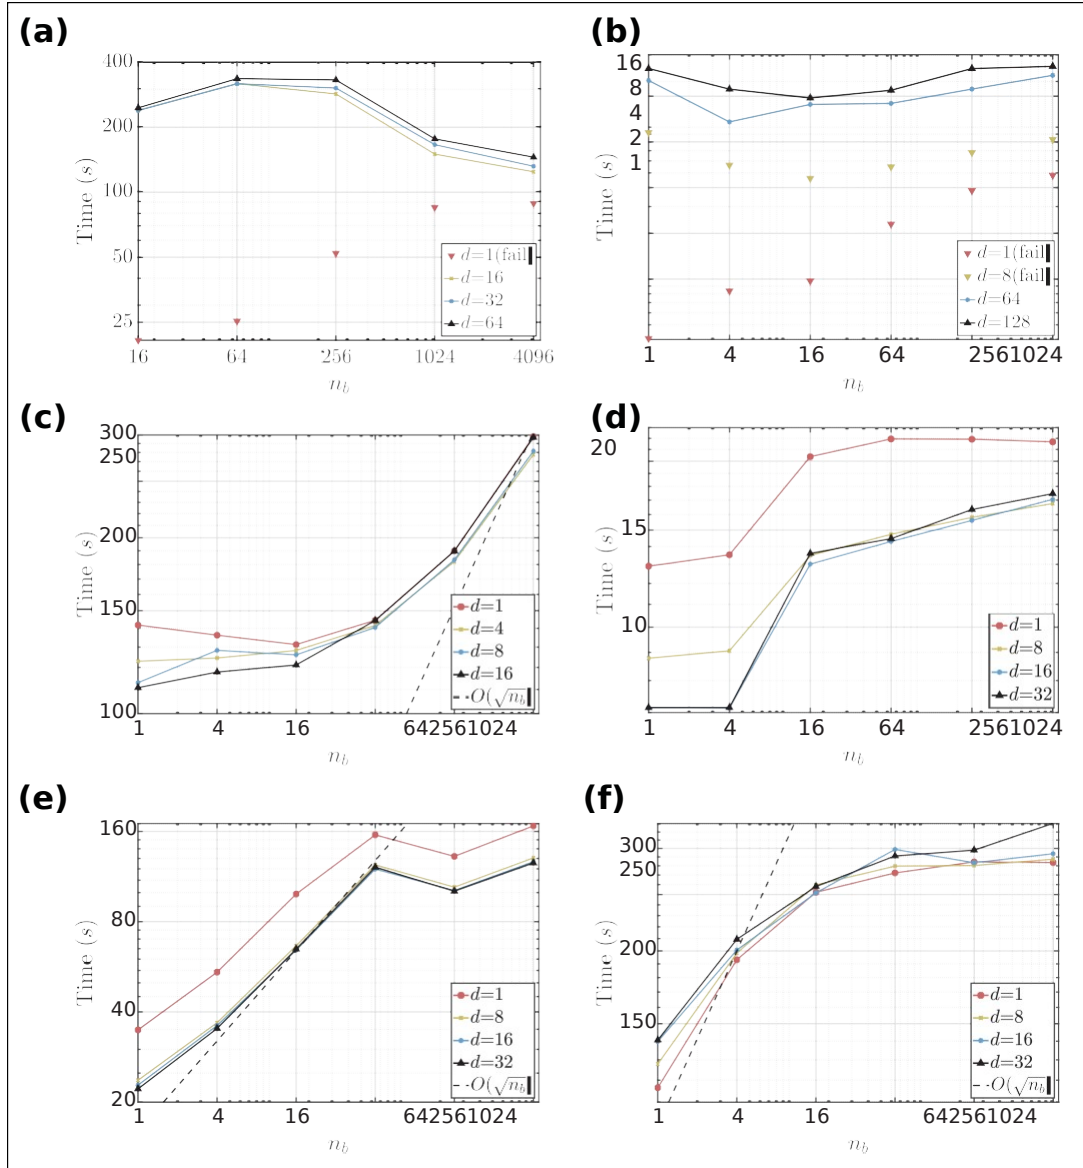 (a)
400
200
100
50
25
Time (s)
16
64
256
1024
4096
n_b
d=1(fail
d=16
d=32
d=64
(b)
16
8
4
2
1
Time (s)
1
4
16
64
2561024
n_b
d=1(fail
d=8(fail
d=64
d=128
(c)
300
250
200
150
100
Time (s)
1
4
16
642561024
n_b
d=1
d=4
d=8
d=16
O(√n_b
(d)
20
15
10
Time (s)
1
4
16
64
2561024
n_b
d=1
d=8
d=16
d=32
(e)
160
80
40
20
Time (s)
1
4
16
642561024
n_b
d=1
d=8
d=16
d=32
O(√n_b
(f)
300
250
200
150
Time (s)
1
4
16
642561024
n_b
d=1
d=8
d=16
d=32
O(√n_b